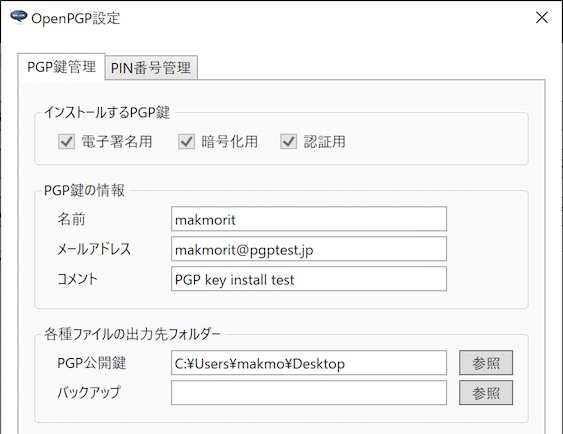 OpenPGP設定
PGP鍵管理 PIN番号管理
インストールするPGP鍵
電子署名用 暗号化用 認証用
PGP鍵の情報
名前 makmorit
メールアドレス makmorit@pgptest.jp
コメント PGP key install test
各種ファイルの出力先フォルダー
PGP公開鍵 C:¥Users¥makmo¥Desktop 参照
バックアップ 参照